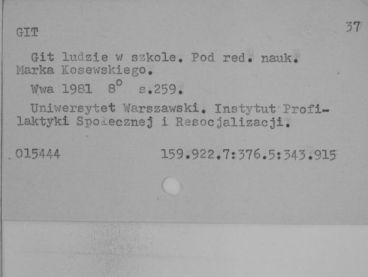 37
GIT
Git ludzie w szkole. Pod red. nauk.
Marka Kosewskiego.
Wwa 1981 8° s.259.
Uniwersytet Warszawski. Instytut Profi-
laktyki Społecznej i Resocjalizacji.
015444 159.922.7:376.5:343.915